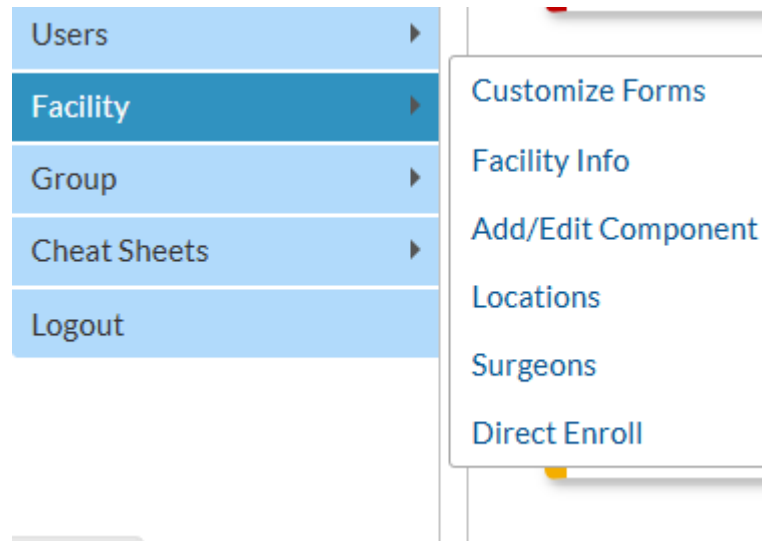 Users
Facility
Group
Cheat Sheets
Logout
Customize Forms
Facility Info
Add/Edit Component
Locations
Surgeons
Direct Enroll